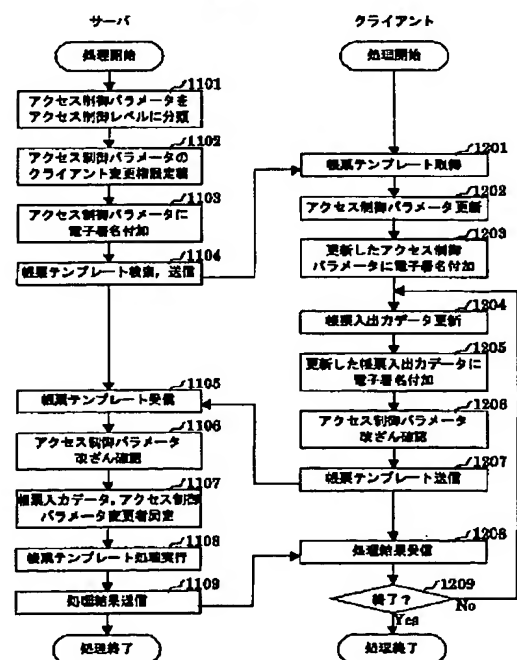 サーバ
処理開始
1101
アクセス制御パラメータを
アクセス制御レベルに分類
1102
アクセス制御パラメータの
クライアント変更権限定義
1103
アクセス制御パラメータに
電子署名付加
1104
帳票テンプレート検索，送信
1105
帳票テンプレート受信
1106
アクセス制御パラメータ
改ざん確認
1107
帳票入力データ，アクセス制御
パラメータ変更者同定
1108
帳票テンプレート処理実行
1109
処理結果送信
処理終了
クライアント
処理開始
1201
帳票テンプレート取得
1202
アクセス制御パラメータ更新
1203
更新したアクセス制御
パラメータに電子署名付加
1204
帳票入出力データ更新
1205
更新した帳票入出力データに
電子署名付加
1206
アクセス制御パラメータ
改ざん確認
1207
帳票テンプレート送信
1208
処理結果受信
1209
終了？
No
Yes
処理終了